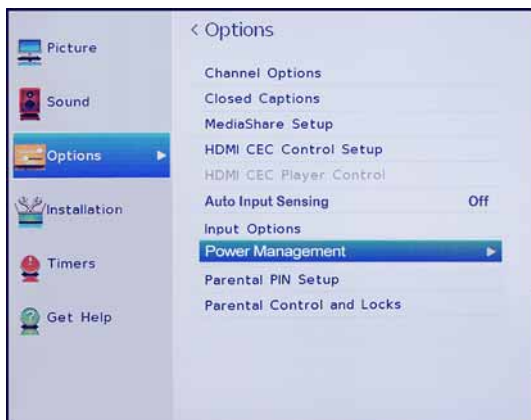 Picture
Sound
Options
Installation
Timers
Get Help
< Options
Channel Options
Closed Captions
MediaShare Setup
HDMI CEC Control Setup
HDMI CEC Player Control
Auto Input Sensing Off
Input Options
Power Management
Parental PIN Setup
Parental Control and Locks